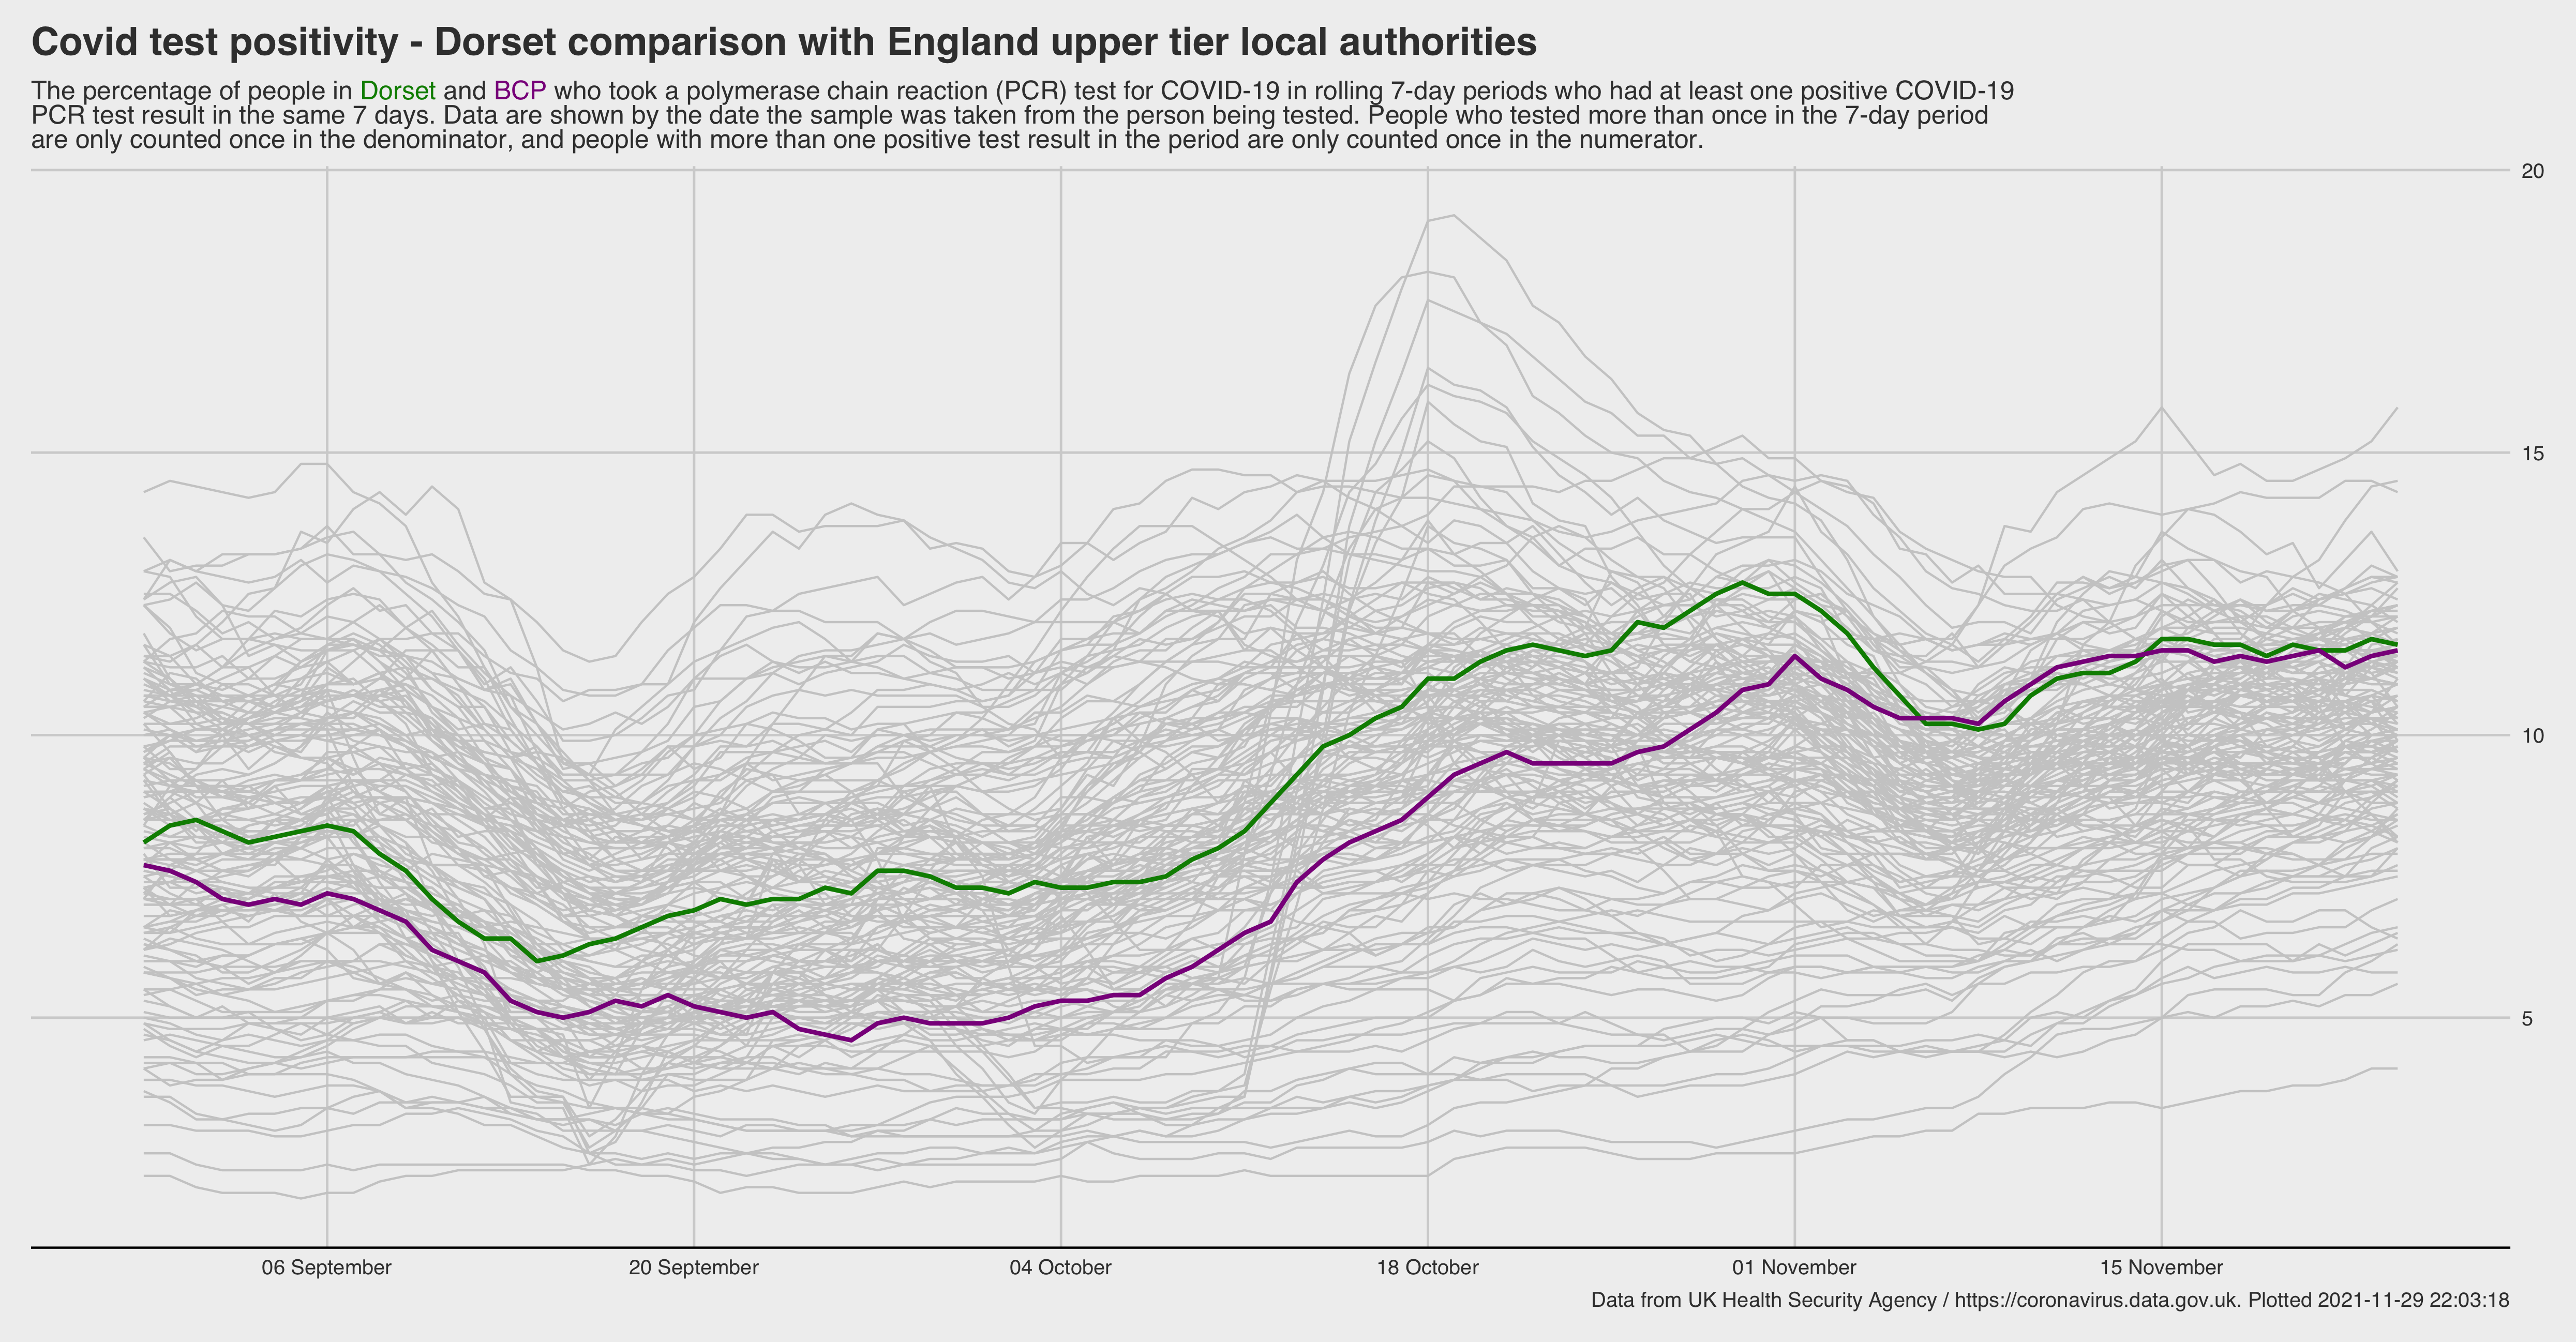 Covid test positivity - Dorset comparison with England upper tier local authorities
The percentage of people in Dorset and BCP who took a polymerase chain reaction (PCR) test for COVID-19 in rolling 7-day periods who had at least one positive COVID-19
PCR test result in the same 7 days. Data are shown by the date the sample was taken from the person being tested. People who tested more than once in the 7-day period
are only counted once in the denominator, and people with more than one positive test result in the period are only counted once in the numerator.
20
15
10
5
06 September
20 September
04 October
18 October
01 November
15 November
Data from UK Health Security Agency / https://coronavirus.data.gov.uk. Plotted 2021-11-29 22:03:18